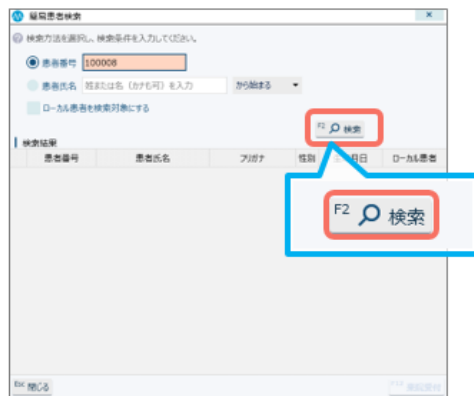 簡易患者検索
検索方法を選択し、検索条件を入力してください。
患者番号 100008
患者氏名 姓または名（カナも可）を入力 から始まる
ローカル患者を検索対象にする
F2 検索
検索結果
患者番号 患者氏名 フリガナ 性別 月日 ローカル患者
F2 検索
Esc 閉じる